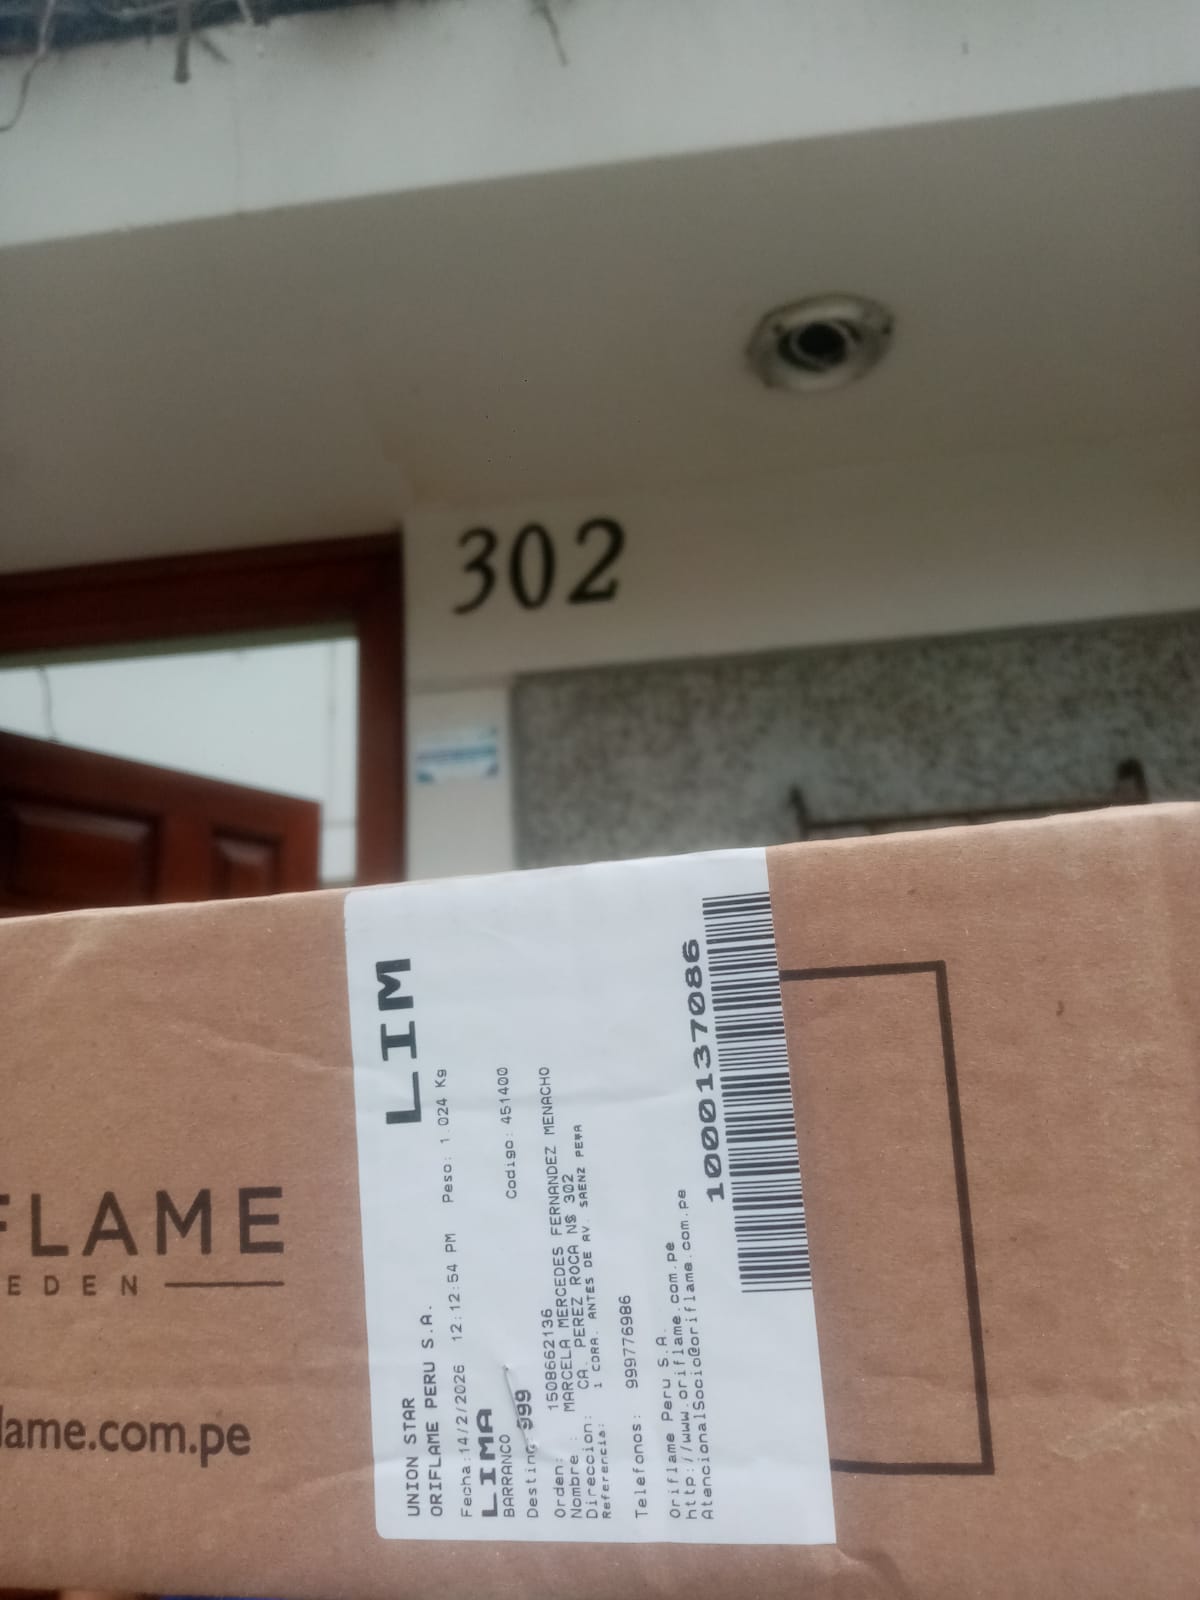 302
FLAME
EDEN
lame.com.pe
LIM
UNION STAR
ORIFLAME PERU S.A.
Fecha:14/2/2026 12:12:54 PM Peso: 1.024 Kg
LIMA
BARRANCO Codigo: 451400
Destino: 999
Orden: 1508662136
Nombre : MARCELA MERCEDES FERNANDEZ MENACHO
Direccion: CA. PEREZ ROCA N$ 302
Referencia: 1 CDRA. ANTES DE AV. SAENZ PE¥A
Telefonos: 999776986
Oriflame Peru S.A.
http://www.oriflame.com.pe
AtencionalSocio@oriflame.com.pe
1000137086